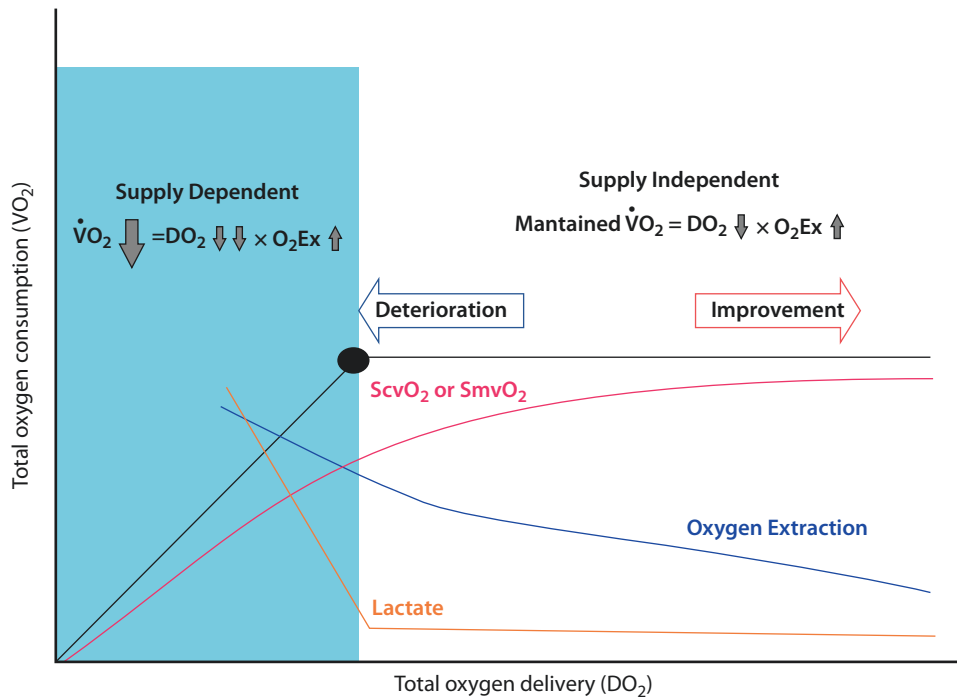 Supply Dependent
V̇O₂ ↓ =DO₂ ↓ ↓ × O₂Ex ↑
Supply Independent
Mantained V̇O₂ = DO₂ ↓ × O₂Ex ↑
Deterioration
Improvement
ScvO₂ or SmvO₂
Oxygen Extraction
Lactate
Total oxygen consumption (VO₂)
Total oxygen delivery (DO₂)